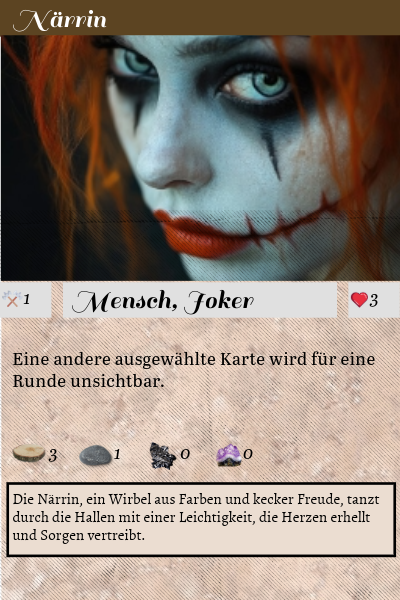 Närrin
1
Mensch, Joker
3
Eine andere ausgewählte Karte wird für eine
Runde unsichtbar.
3 1 0 0
Die Närrin, ein Wirbel aus Farben und kecker Freude, tanzt
durch die Hallen mit einer Leichtigkeit, die Herzen erhellt
und Sorgen vertreibt.